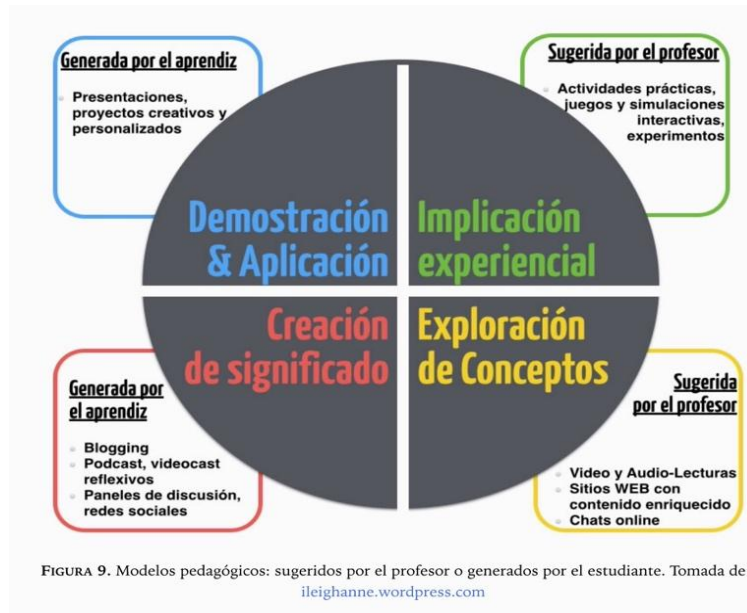 Generada por el aprendiz
Presentaciones,
proyectos creativos y
personalizados
Sugerida por el profesor
Actividades prácticas,
juegos y simulaciones
interactivas,
experimentos
Demostración
& Aplicación
Implicación
experiencial
Creación
de significado
Exploración
de Conceptos
Generada por
el aprendiz
Blogging
Podcast, videocast
reflexivos
Paneles de discusión,
redes sociales
Sugerida
por el profesor
Video y Audio-Lecturas
Sitios WEB con
contenido enriquecido
Chats online
FIGURA 9. Modelos pedagógicos: sugeridos por el profesor o generados por el estudiante. Tomada de
ileighanne.wordpress.com